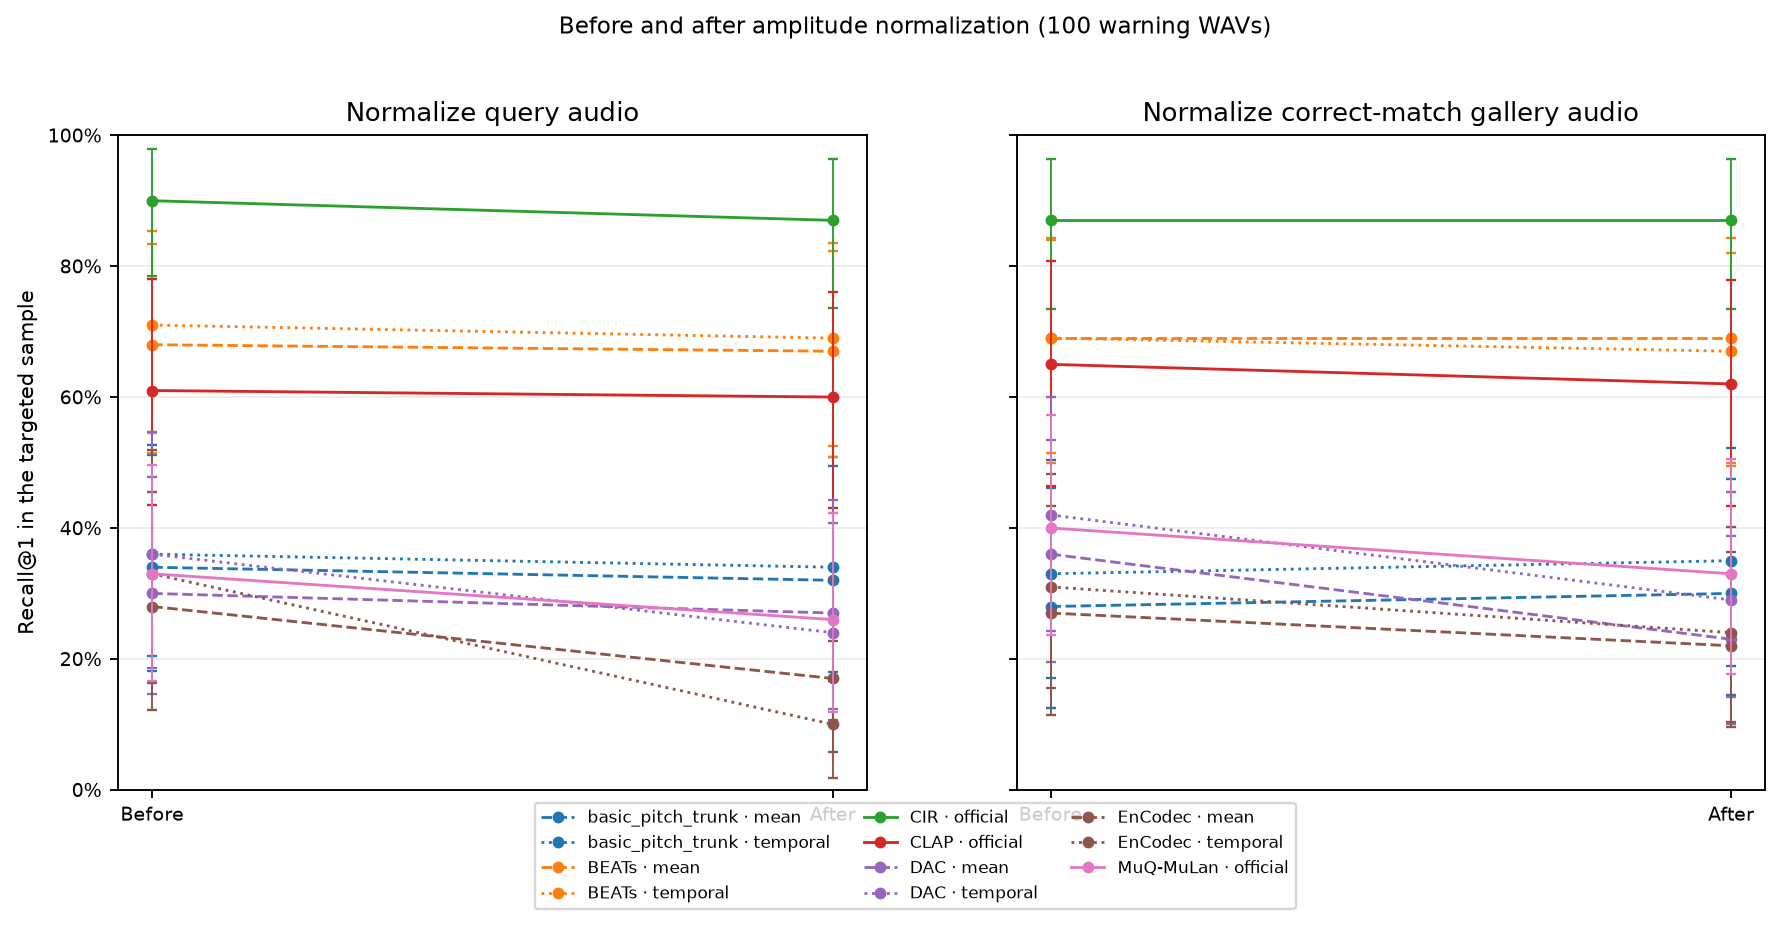 Before and after amplitude normalization (100 warning WAVs)
Normalize query audio
Normalize correct-match gallery audio
Recall@1 in the targeted sample
100%
80%
60%
40%
20%
0%
Before
After
Before
After
basic_pitch_trunk · mean
basic_pitch_trunk · temporal
BEATs · mean
BEATs · temporal
CIR · official
CLAP · official
DAC · mean
DAC · temporal
EnCodec · mean
EnCodec · temporal
MuQ-MuLan · official